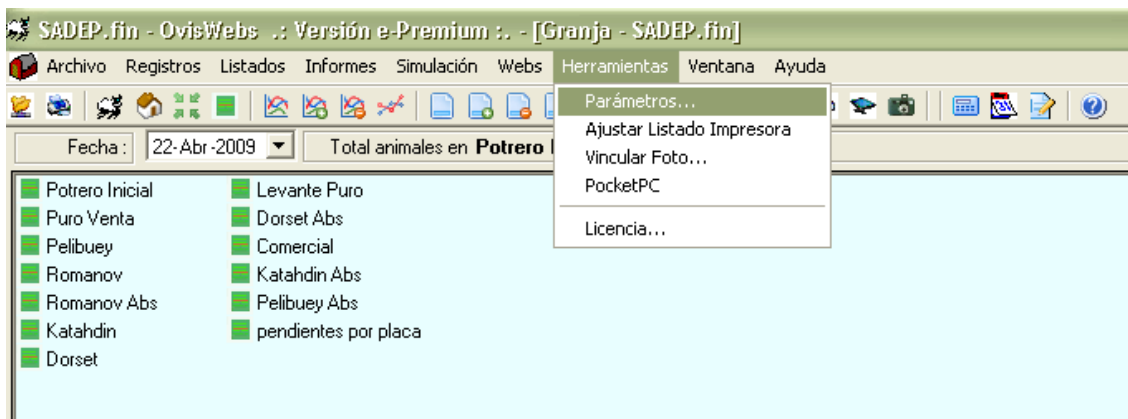 SADEP.fin - OvisWebs .: Versión e-Premium :. - [Granja - SADEP.fin]
Archivo Registros Listados Informes Simulación Webs Herramientas Ventana Ayuda
Parámetros...
Ajustar Listado Impresora
Vincular Foto...
PocketPC
Licencia...
Fecha : 22-Abr-2009 Total animales en Potrero
Potrero Inicial
Puro Venta
Pelibuey
Romanov
Romanov Abs
Katahdin
Dorset
Levante Puro
Dorset Abs
Comercial
Katahdin Abs
Pelibuey Abs
pendientes por placa